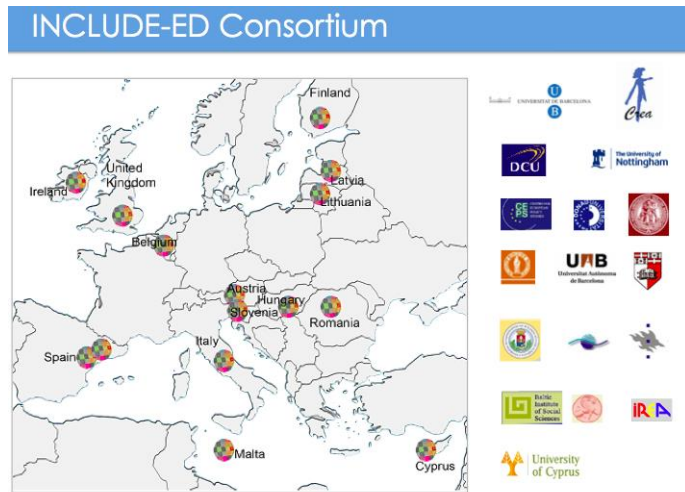 INCLUDE-ED Consortium
Finland
Latvia
Lithuania
United
Kingdom
Ireland
Belgium
Austria
Hungary
Slovenia
Romania
Italy
Spain
Malta
Cyprus
U
B
UNIVERSITAT DE BARCELONA
Crea
DCU
The University of
Nottingham
CE
PS
UAB
Universitat Autònoma
de Barcelona
Baltic
Institute
of Social
Sciences
University
of Cyprus